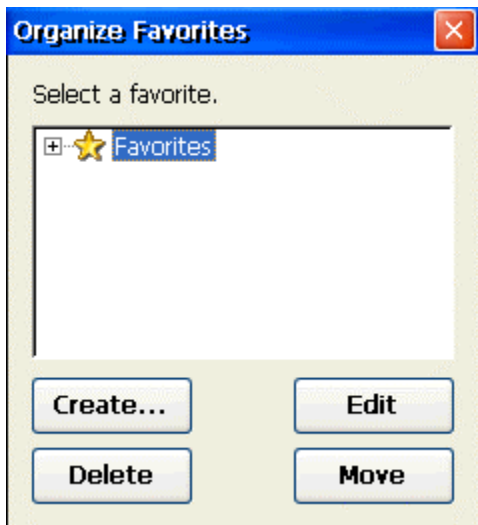 Organize Favorites
Select a favorite.
Favorites
Create...
Edit
Delete
Move